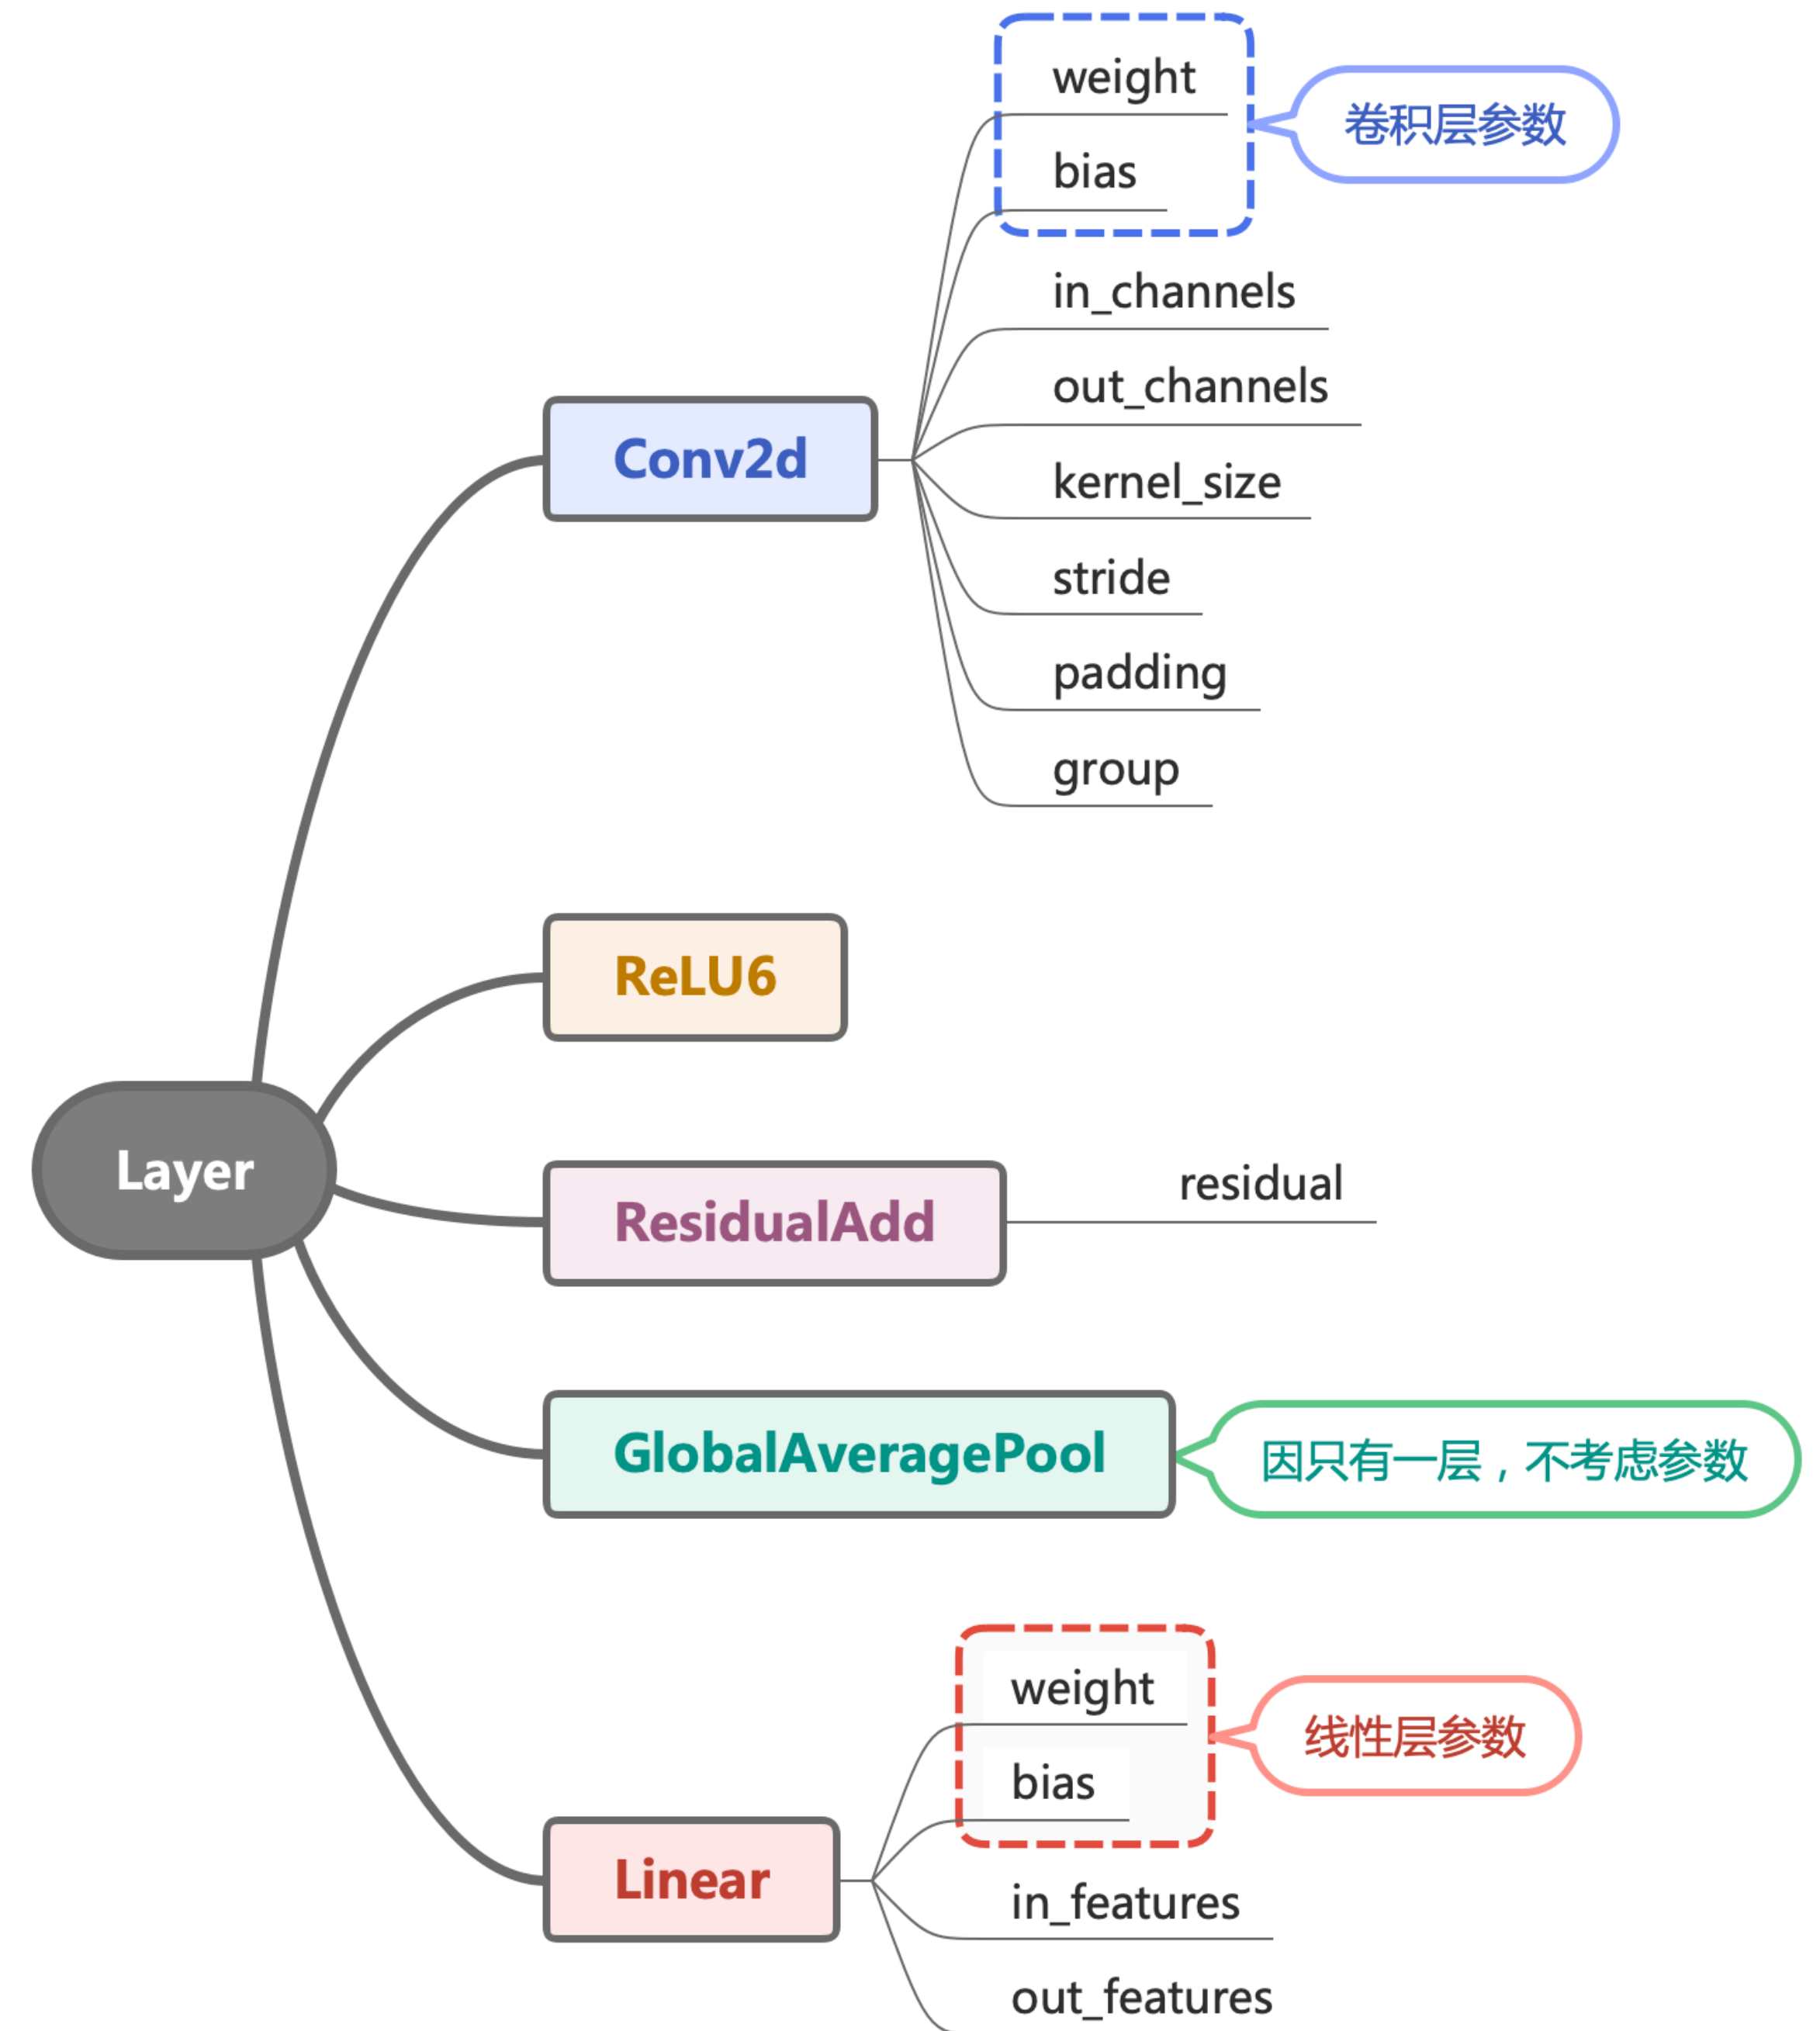 weight
卷积层参数
bias
in_channels
out_channels
Conv2d
kernel_size
stride
padding
group
ReLU6
Layer
residual
ResidualAdd
GlobalAveragePool
因只有一层，不考虑参数
weight
线性层参数
bias
Linear
in_features
out_features